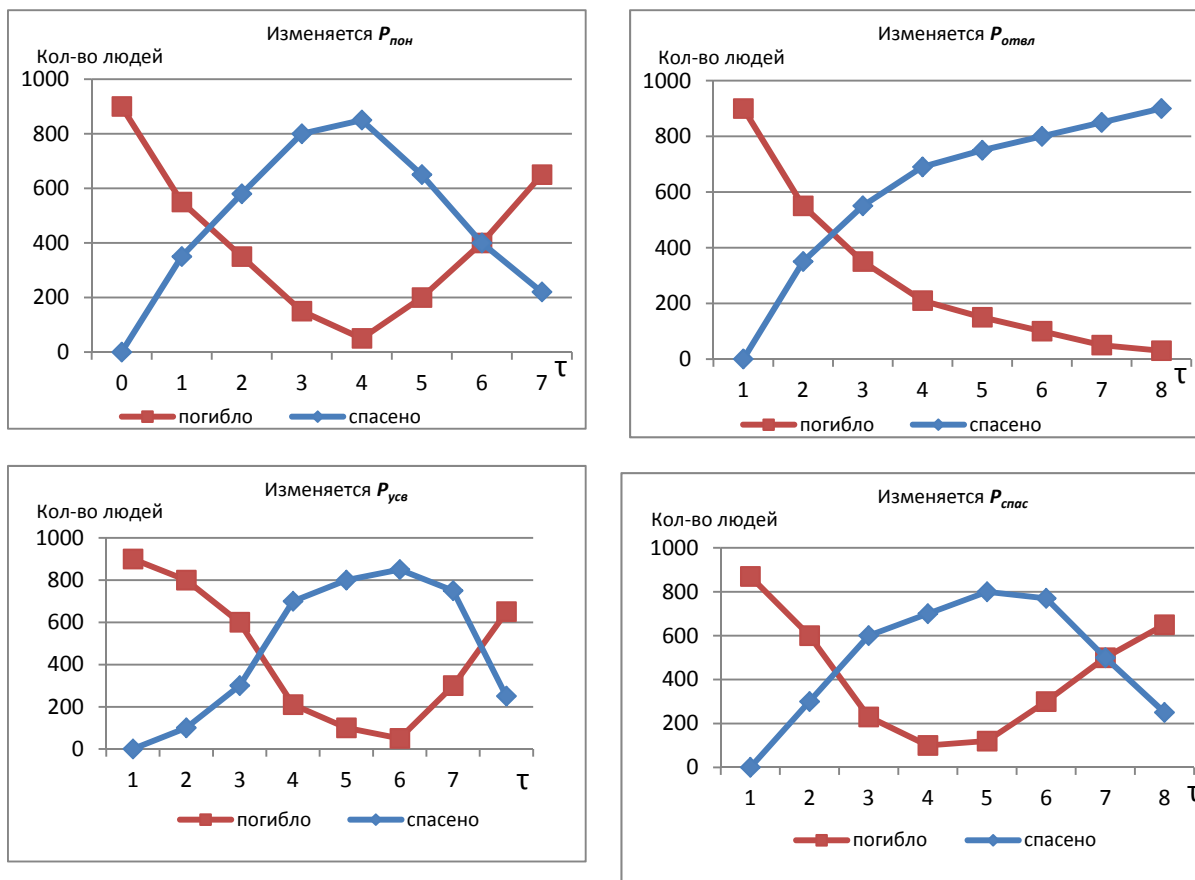 Изменяется Pпон
Кол-во людей
1000
800
600
400
200
0
0 1 2 3 4 5 6 7 τ
погибло спасено
Изменяется Pотвл
Кол-во людей
1000
800
600
400
200
0
1 2 3 4 5 6 7 8 τ
погибло спасено
Изменяется Pусв
Кол-во людей
1000
800
600
400
200
0
1 2 3 4 5 6 7 τ
погибло спасено
Изменяется Pспас
Кол-во людей
1000
800
600
400
200
0
1 2 3 4 5 6 7 8 τ
погибло спасено